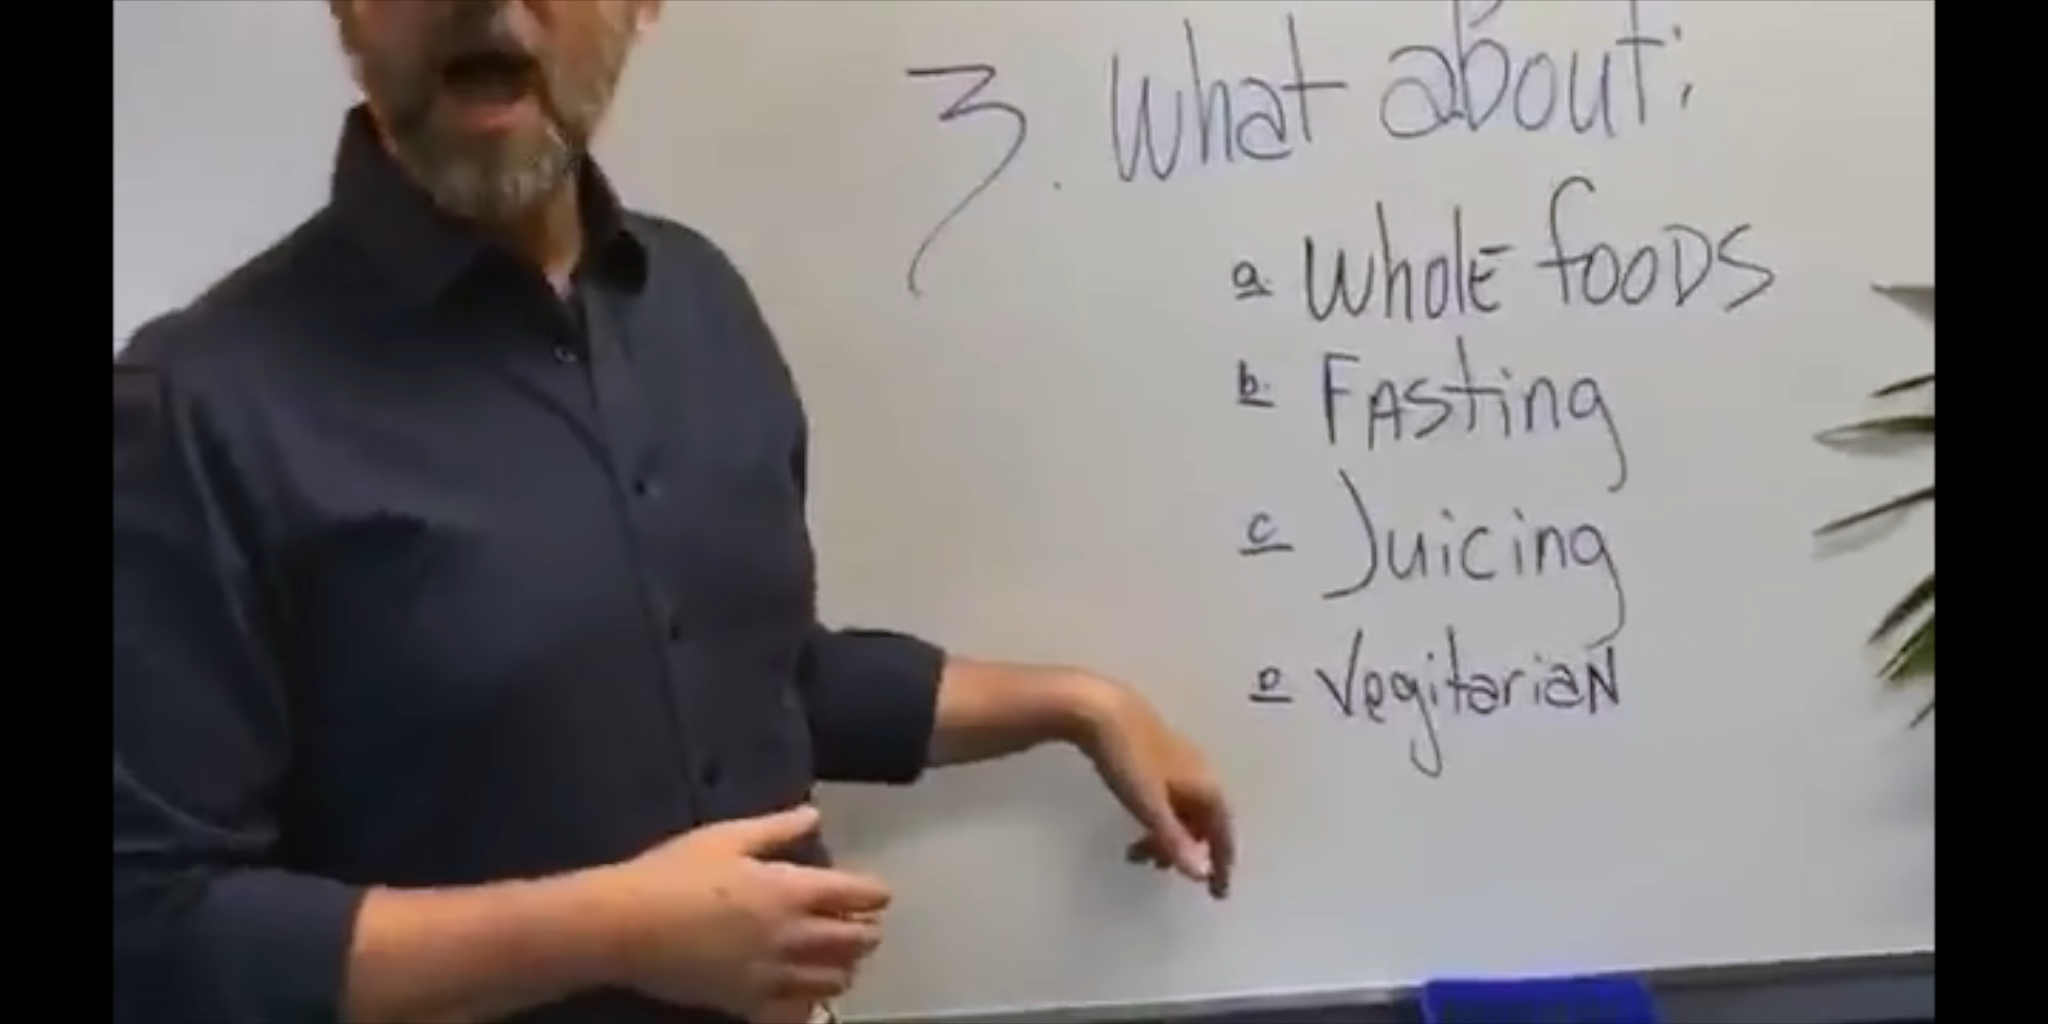 3. What about:
a. WholE fooDS
b. FAsting
c Juicing
D VegitariaN